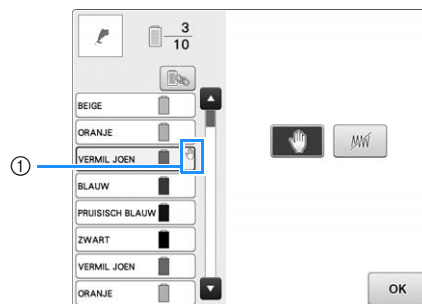 3
10
BEIGE
ORANJE
VERMIL JOEN
①
BLAUW
PRUISISCH BLAUW
ZWART
VERMIL JOEN
ORANJE
OK